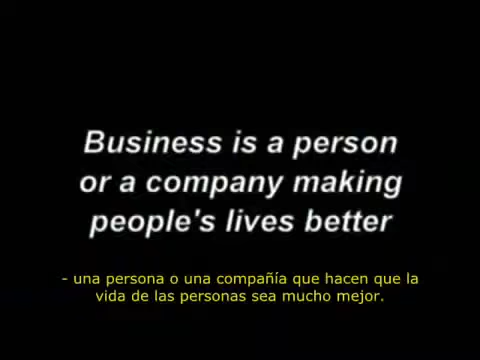 Business is a person
or a company making
people's lives better
- una persona o una compañía que hacen que la
vida de las personas sea mucho mejor.